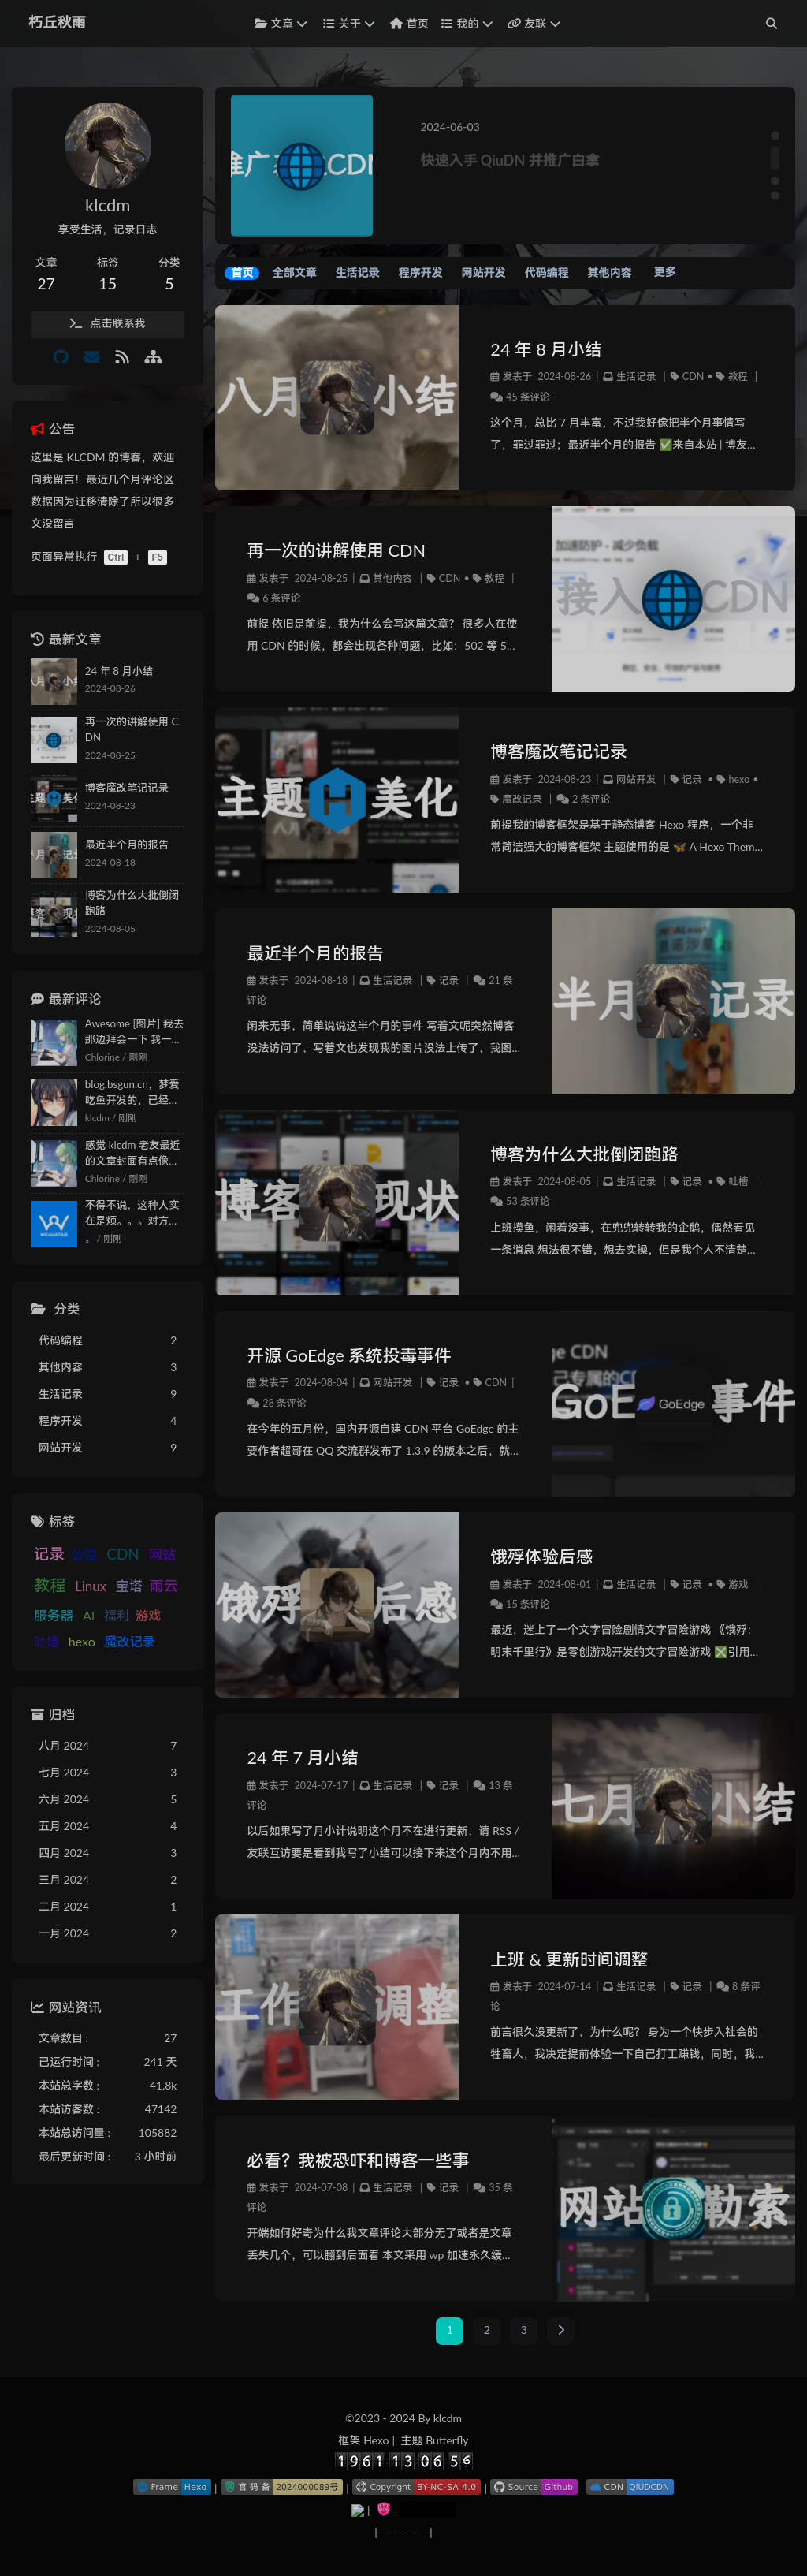 朽丘秋雨
文章
关于
首页
我的
友联
klcdm
享受生活，记录日志
文章 标签 分类
27 15 5
点击联系我
公告
这里是 KLCDM 的博客，欢迎
向我留言！最近几个月评论区
数据因为迁移清除了所以很多
文没留言
页面异常执行 Ctrl + F5
最新文章
24 年 8 月小结
2024-08-26
再一次的讲解使用 C
DN
2024-08-25
博客魔改笔记记录
2024-08-23
最近半个月的报告
2024-08-18
博客为什么大批倒闭
跑路
2024-08-05
最新评论
Awesome [图片] 我去
那边拜会一下 我一...
Chlorine / 刚刚
blog.bsgun.cn，梦爱
吃鱼开发的，已经...
klcdm / 刚刚
感觉 klcdm 老友最近
的文章封面有点像...
Chlorine / 刚刚
不得不说，这种人实
在是烦。。。对方...
。 / 刚刚
分类
代码编程 2
其他内容 3
生活记录 9
程序开发 4
网站开发 9
标签
记录 公益 CDN 网站
教程 Linux 宝塔 雨云
服务器 AI 福利 游戏
吐槽 hexo 魔改记录
归档
八月 2024 7
七月 2024 3
六月 2024 5
五月 2024 4
四月 2024 3
三月 2024 2
二月 2024 1
一月 2024 2
网站资讯
文章数目 : 27
已运行时间 : 241 天
本站总字数 : 41.8k
本站访客数 : 47142
本站总访问量 : 105882
最后更新时间 : 3 小时前
推广 CDN
2024-06-03
快速入手 QiuDN 并推广白拿
首页 全部文章 生活记录 程序开发 网站开发 代码编程 其他内容 更多
八月 小结
24 年 8 月小结
发表于 2024-08-26 | 生活记录 | CDN • 教程 |
45 条评论
这个月，总比 7 月丰富，不过我好像把半个月事情写
了，罪过罪过；最近半个月的报告 ✅来自本站 | 博友...
再一次的讲解使用 CDN
发表于 2024-08-25 | 其他内容 | CDN • 教程 |
6 条评论
前提 依旧是前提，我为什么会写这篇文章？ 很多人在使
用 CDN 的时候，都会出现各种问题，比如：502 等 5...
加速防护 - 减少负载
接入 CDN
主题 美化
博客魔改笔记记录
发表于 2024-08-23 | 网站开发 | 记录 • hexo •
魔改记录 | 2 条评论
前提我的博客框架是基于静态博客 Hexo 程序，一个非
常简洁强大的博客框架 主题使用的是 🦋 A Hexo Them...
最近半个月的报告
发表于 2024-08-18 | 生活记录 | 记录 | 21 条
评论
闲来无事，简单说说这半个月的事件 写着文呢突然博客
没法访问了，写着文也发现我的图片没法上传了，我图...
半月 记录
博客 现状
博客为什么大批倒闭跑路
发表于 2024-08-05 | 生活记录 | 记录 • 吐槽 |
53 条评论
上班摸鱼，闲着没事，在兜兜转转我的企鹅，偶然看见
一条消息 想法很不错，想去实操，但是我个人不清楚...
开源 GoEdge 系统投毒事件
发表于 2024-08-04 | 网站开发 | 记录 • CDN |
28 条评论
在今年的五月份，国内开源自建 CDN 平台 GoEdge 的主
要作者超哥在 QQ 交流群发布了 1.3.9 的版本之后，就...
GoE GoEdge 事件
饿殍 后感
饿殍体验后感
发表于 2024-08-01 | 生活记录 | 记录 • 游戏 |
15 条评论
最近，迷上了一个文字冒险剧情文字冒险游戏 《饿殍：
明末千里行》是零创游戏开发的文字冒险游戏 ❎引用...
24 年 7 月小结
发表于 2024-07-17 | 生活记录 | 记录 | 13 条
评论
以后如果写了月小计说明这个月不在进行更新，请 RSS /
友联互访要是看到我写了小结可以接下来这个月内不用...
七月 小结
工作 调整
上班 & 更新时间调整
发表于 2024-07-14 | 生活记录 | 记录 | 8 条评
论
前言很久没更新了，为什么呢？ 身为一个快步入社会的
牲畜人，我决定提前体验一下自己打工赚钱，同时，我...
必看？我被恐吓和博客一些事
发表于 2024-07-08 | 生活记录 | 记录 | 35 条
评论
开端如何好奇为什么我文章评论大部分无了或者是文章
丢失几个，可以翻到后面看 本文采用 wp 加速永久缓...
网站 勒索
1 2 3
©2023 - 2024 By klcdm
框架 Hexo | 主题 Butterfly
1961 13 06 56
Frame Hexo | 官码备 2024000089号 | Copyright BY-NC-SA 4.0 | Source Github | CDN QIUDCDN
|——————|